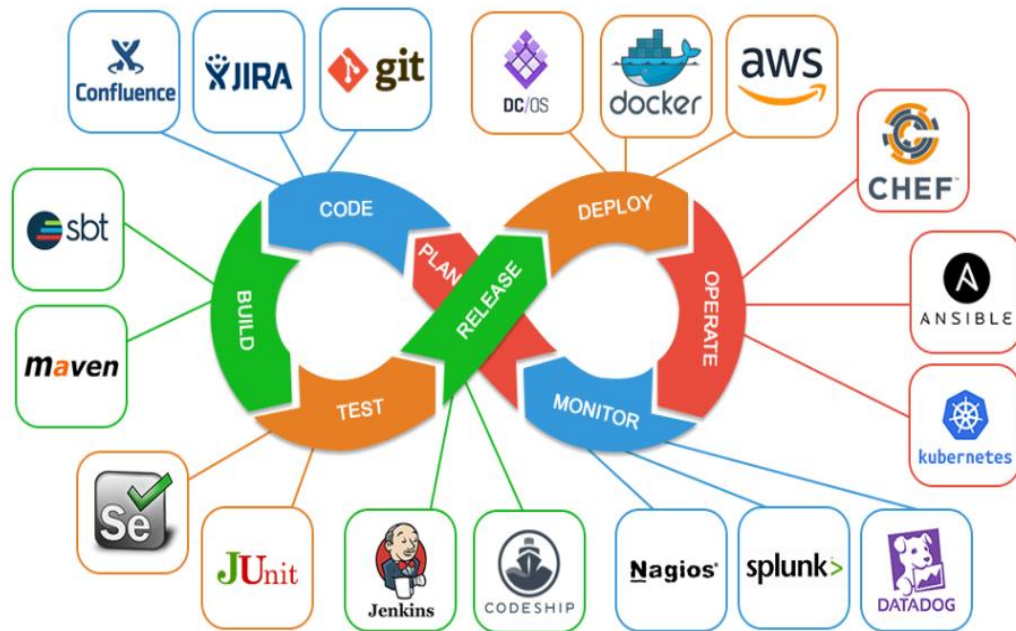 Confluence
JIRA
git
DC/OS
docker
aws
CHEF™
sbt
CODE
PLAN
RELEASE
DEPLOY
OPERATE
BUILD
ANSIBLE
maven
TEST
MONITOR
kubernetes
Se
JUnit
Jenkins
CODESHIP
Nagios®
splunk>
DATADOG